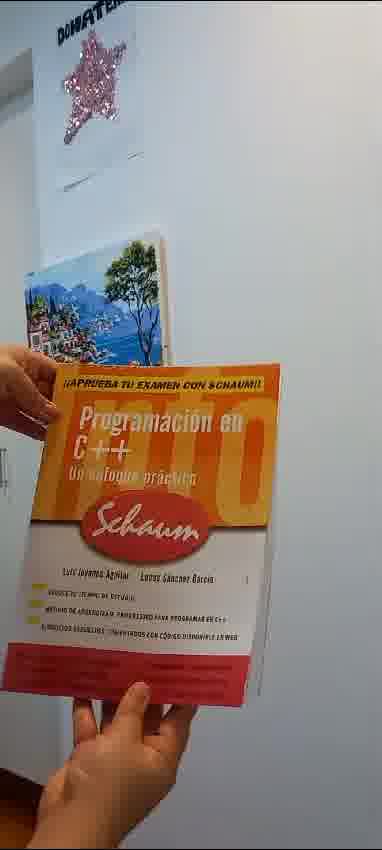 ¡¡APRUEBA TU EXAMEN CON SCHAUM!!
Programación en
C++
Un enfoque práctico
Schaum
Luis Joyanes Aguilar Lucas Sánchez García
REDUCE TU TIEMPO DE ESTUDIO
MÉTODO DE APRENDIZAJE PROGRESIVO PARA PROGRAMAR EN C++
EJERCICIOS RESUELTOS Y COMENTADOS CON CÓDIGO DISPONIBLE EN WEB